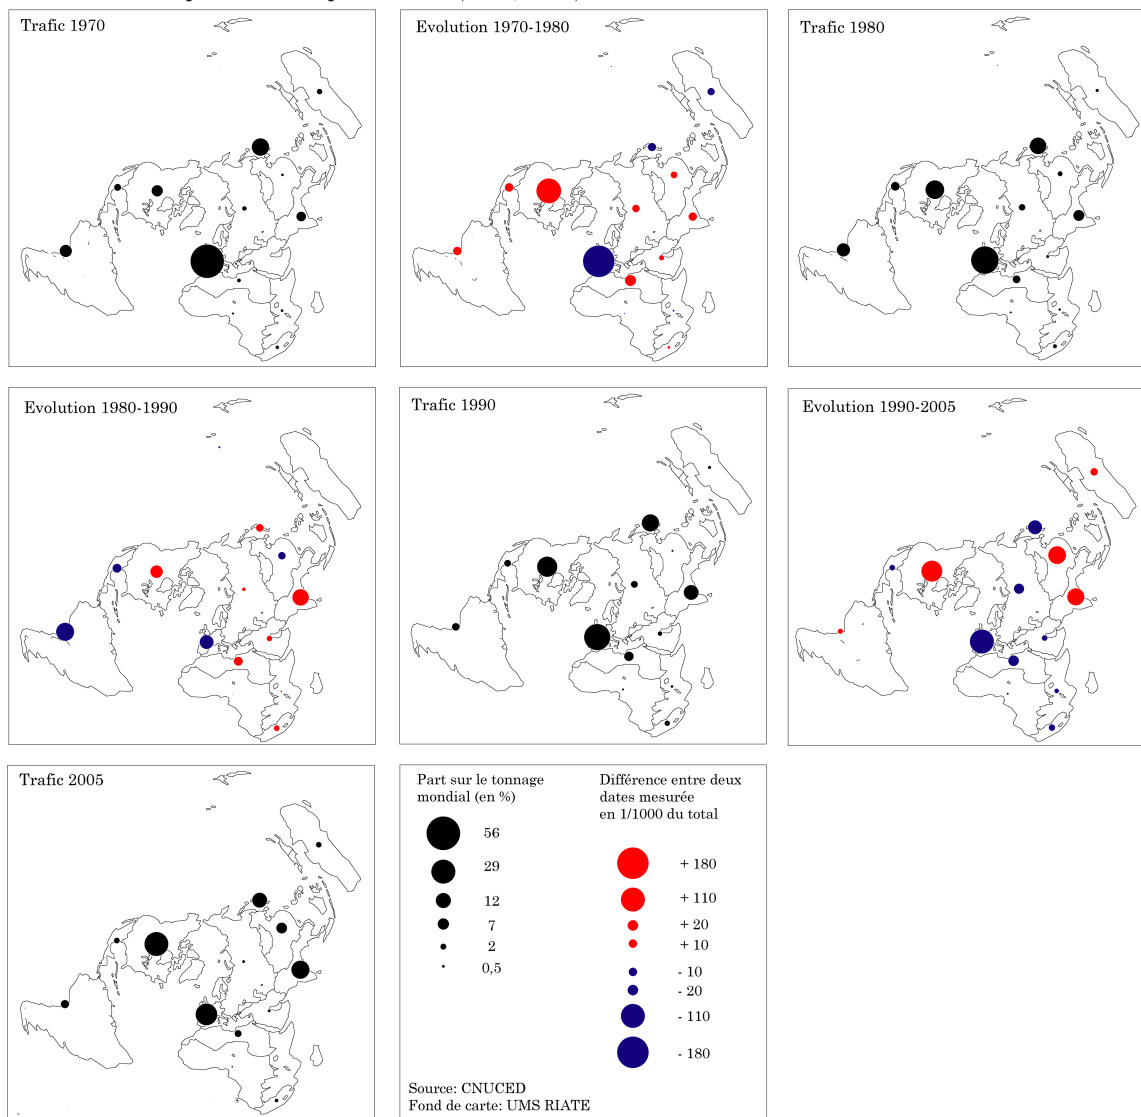 Trafic 1970
Evolution 1970-1980
Trafic 1980
Evolution 1980-1990
Trafic 1990
Evolution 1990-2005
Trafic 2005
Part sur le tonnage
mondial (en %)
56
29
12
7
2
0,5
Différence entre deux
dates mesurée
en 1/1000 du total
+ 180
+ 110
+ 20
+ 10
- 10
- 20
- 110
- 180
Source: CNUCED
Fond de carte: UMS RIATE